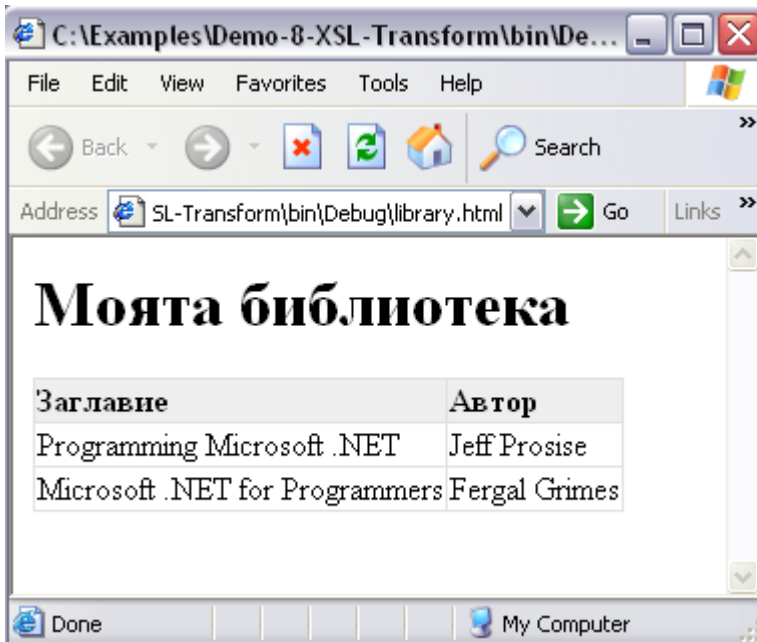 C:\Examples\Demo-8-XSL-Transform\bin\De...
File Edit View Favorites Tools Help
Back Search
Address SL-Transform\bin\Debug\library.html Go Links
Моята библиотека
Заглавие Автор
Programming Microsoft .NET Jeff Prosise
Microsoft .NET for Programmers Fergal Grimes
Done My Computer